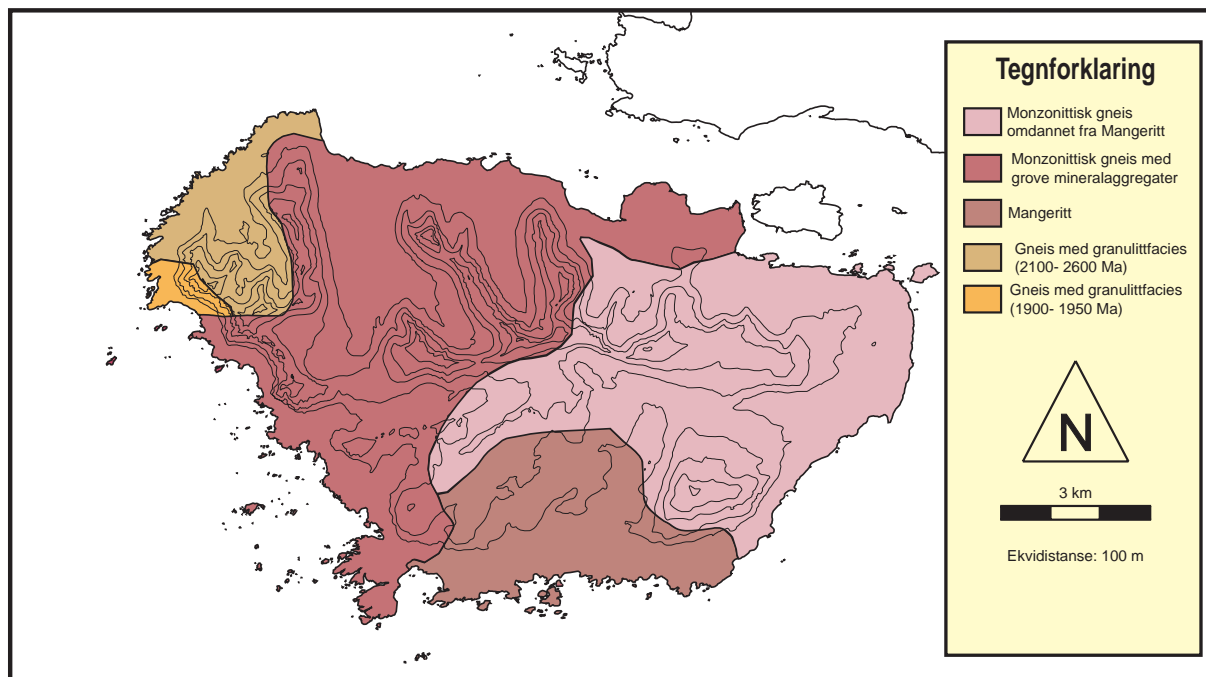 Tegnforklaring
Monzonittisk gneis
omdannet fra Mangeritt
Monzonittisk gneis med
grove mineralaggregater
Mangeritt
Gneis med granulittfacies
(2100- 2600 Ma)
Gneis med granulittfacies
(1900- 1950 Ma)
N
3 km
Ekvidistanse: 100 m